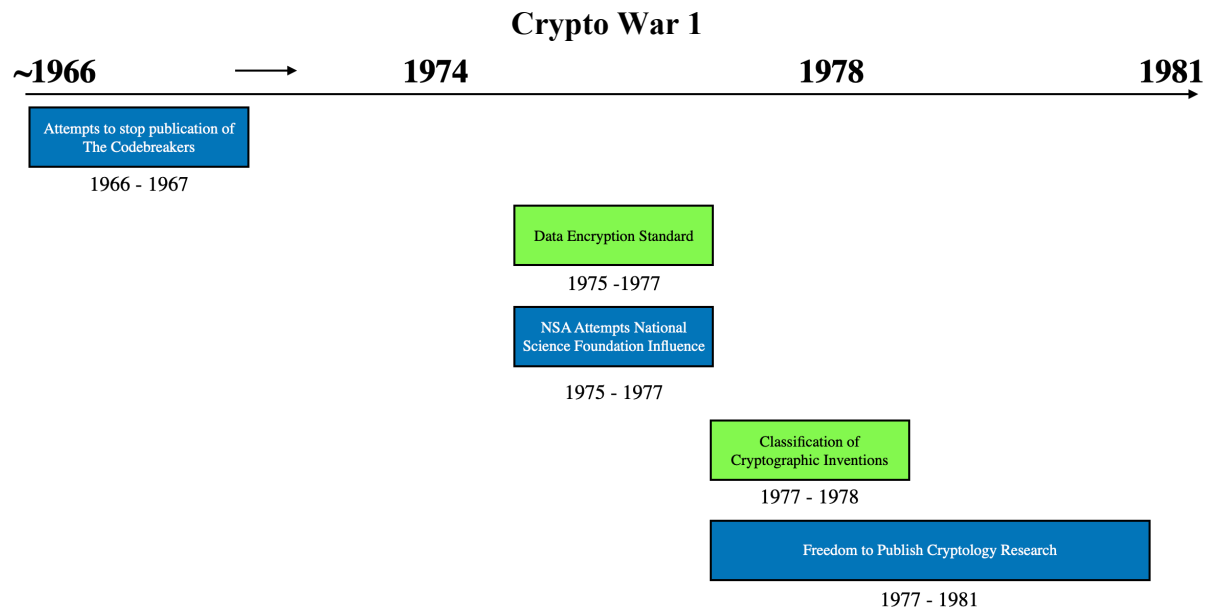 Crypto War 1
~1966 1974 1978 1981
Attempts to stop publication of
The Codebreakers
1966 - 1967
Data Encryption Standard
1975 -1977
NSA Attempts National
Science Foundation Influence
1975 - 1977
Classification of
Cryptographic Inventions
1977 - 1978
Freedom to Publish Cryptology Research
1977 - 1981